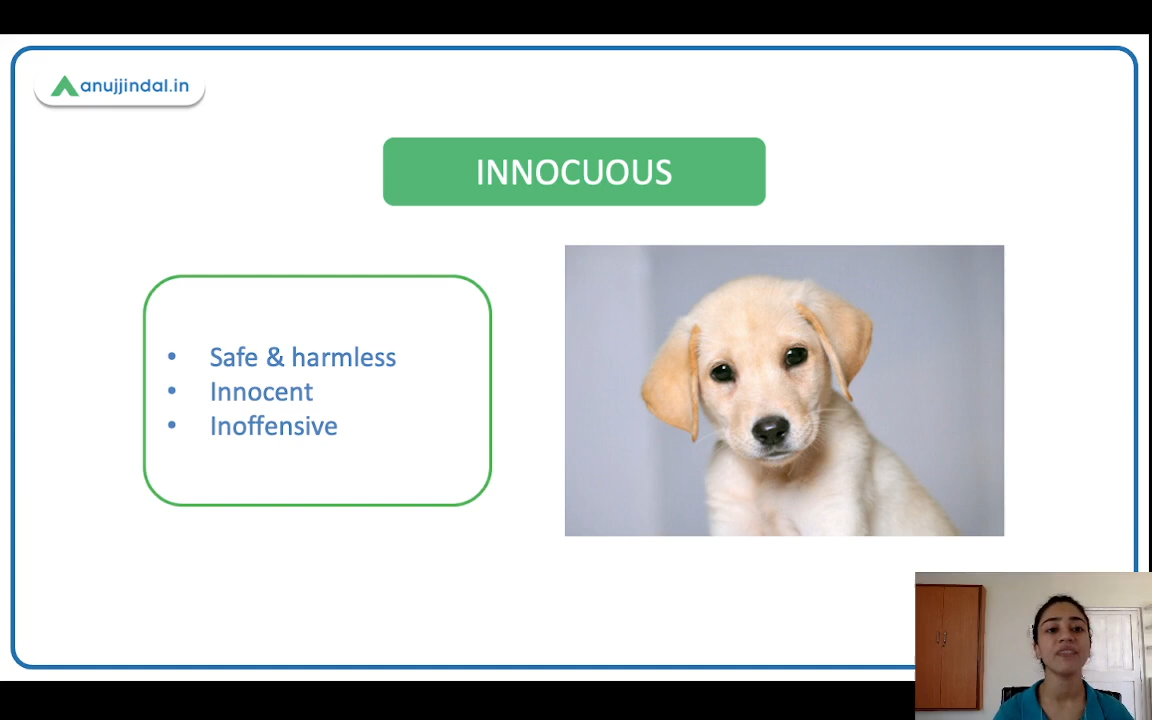 anujjindal.in
INNOCUOUS
• Safe & harmless
• Innocent
• Inoffensive